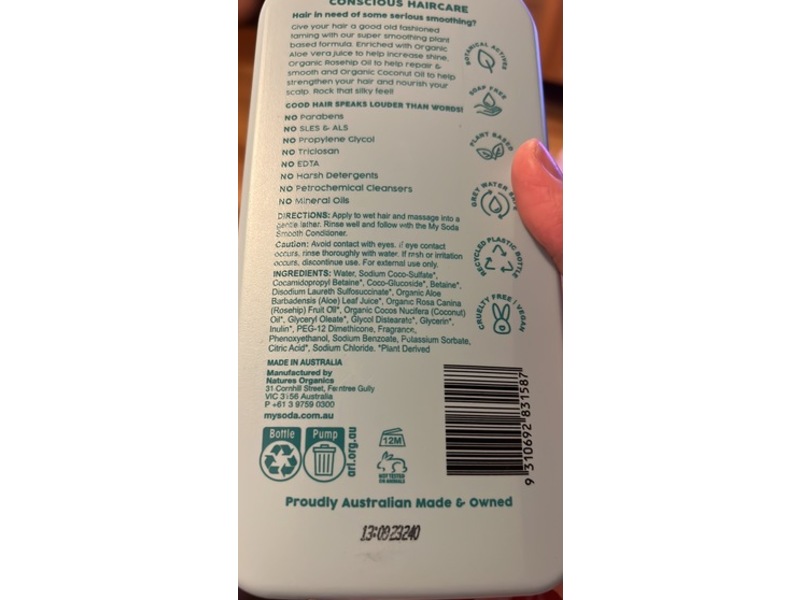 CONSCIOUS HAIRCARE
Hair in need of some serious smoothing?
Give your hair a good old fashioned
taming with our super smoothing plant
based formula. Enriched with Organic
Aloe Vera juice to help increase shine,
Organic Rosehip Oil to help repair &
smooth and Organic Coconut Oil to help
strengthen your hair and nourish your
scalp. Rock that silky feel!
GOOD HAIR SPEAKS LOUDER THAN WORDS!
NO Parabens
NO SLES & ALS
NO Propylene Glycol
NO Triclosan
NO EDTA
NO Harsh Detergents
NO Petrochemical Cleansers
NO Mineral Oils
BOTANICAL ACTIVES
SOAP FREE
PLANT BASED
GREY WATER SAFE
RECYCLED PLASTIC BOTTLE
CRUELTY FREE | VEGAN
DIRECTIONS: Apply to wet hair and massage into a
gentle lather. Rinse well and follow with the My Soda
Smooth Conditioner.
Caution: Avoid contact with eyes, if eye contact
occurs, rinse thoroughly with water. If rash or irritation
occurs, discontinue use. For external use only.
INGREDIENTS: Water, Sodium Coco-Sulfate*,
Cocamidopropyl Betaine*, Coco-Glucoside*, Betaine*,
Disodium Laureth Sulfosuccinate*, Organic Aloe
Barbadensis (Aloe) Leaf Juice*, Organic Rosa Canina
(Rosehip) Fruit Oil*, Organic Cocos Nucifera (Coconut)
Oil*, Glyceryl Oleate*, Glycol Distearate*, Glycerin*,
Inulin*, PEG-12 Dimethicone, Fragrance,
Phenoxyethanol, Sodium Benzoate, Potassium Sorbate,
Citric Acid*, Sodium Chloride. *Plant Derived
MADE IN AUSTRALIA
Manufactured by
Natures Organics
31 Cornhill Street, Ferntree Gully
VIC 3156 Australia
P +61 3 9759 0300
mysoda.com.au
Bottle
Pump
arl.org.au
12M
NOT TESTED
ON ANIMALS
9 310692 831587
Proudly Australian Made & Owned
13:08 23240